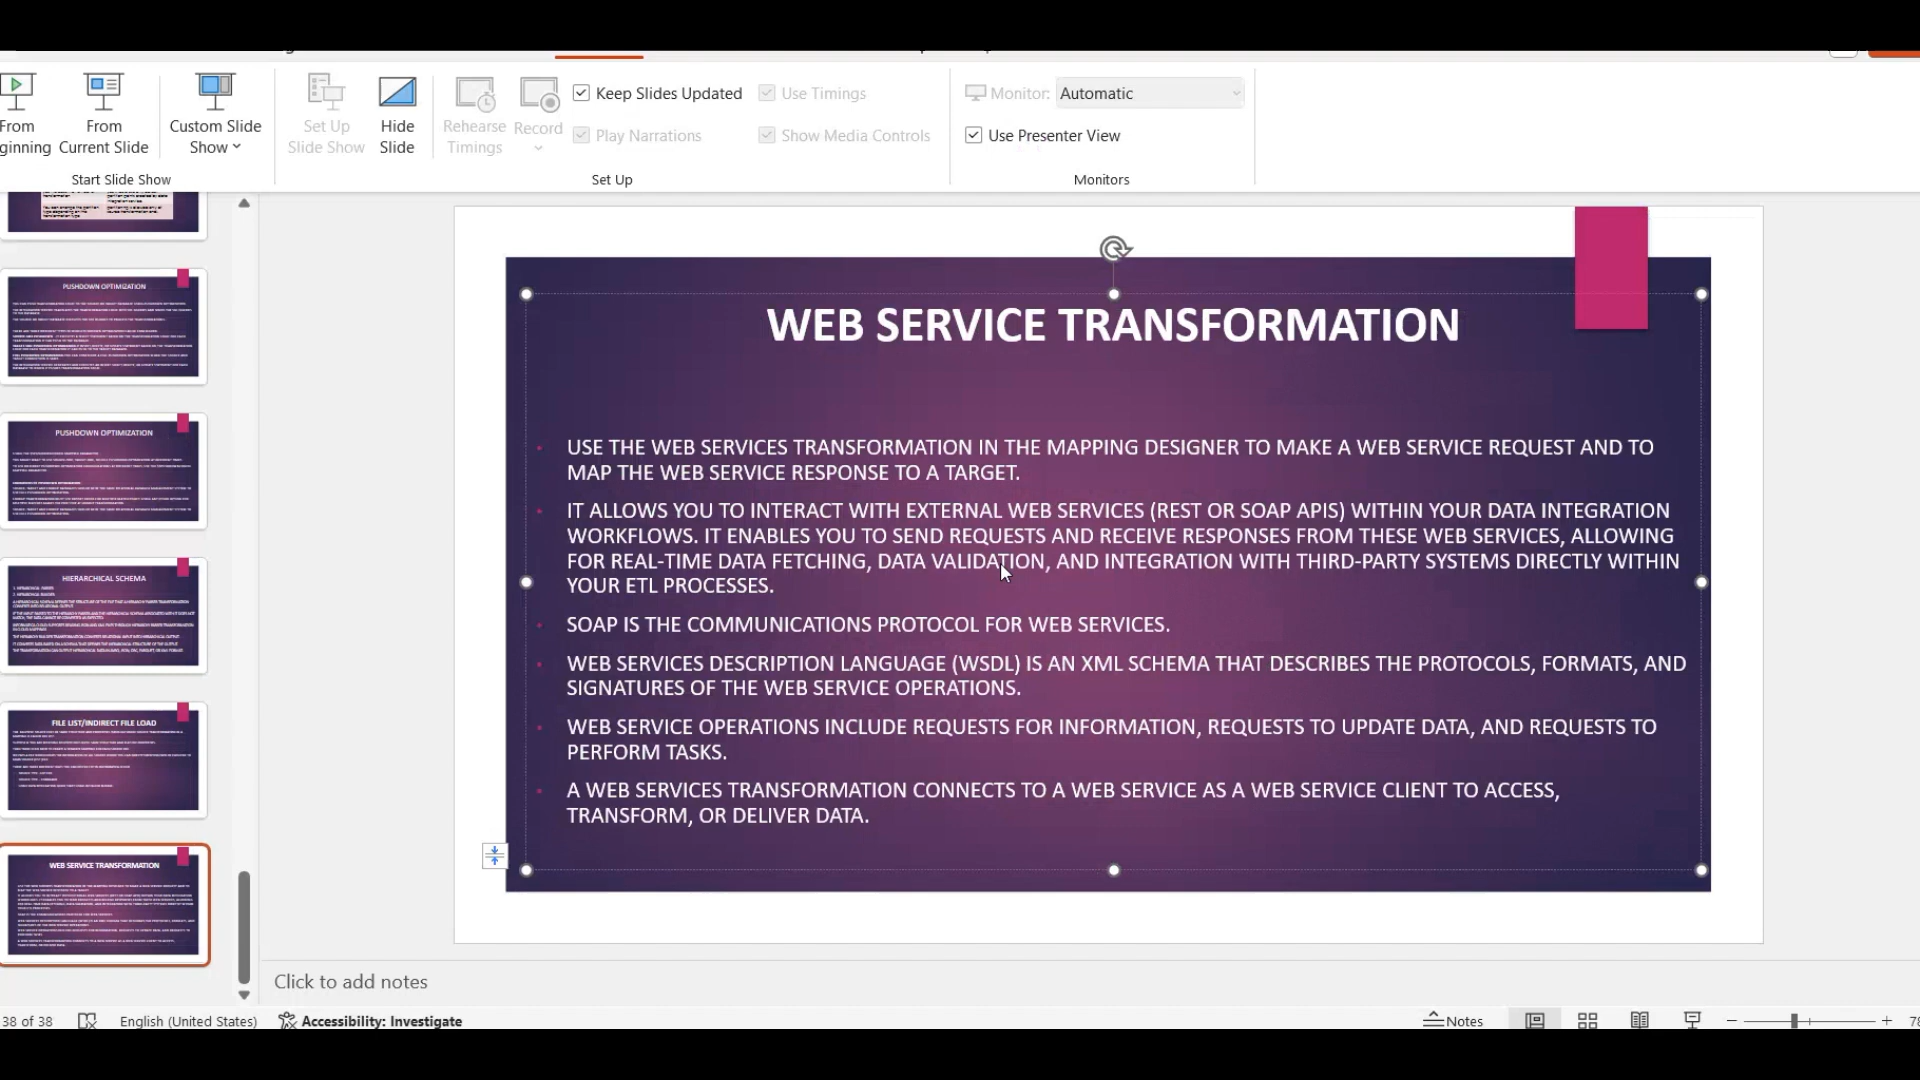 From
ginning
From
Current Slide
Custom Slide
Show
Set Up
Slide Show
Hide
Slide
Rehearse
Timings
Record
Keep Slides Updated
Play Narrations
Use Timings
Show Media Controls
Monitor:
Automatic
Use Presenter View
Start Slide Show
Set Up
Monitors
PUSHDOWN OPTIMIZATION
PUSHDOWN OPTIMIZATION
HIERARCHICAL SCHEMA
FILE LIST/INDIRECT FILE LOAD
WEB SERVICE TRANSFORMATION
WEB SERVICE TRANSFORMATION
USE THE WEB SERVICES TRANSFORMATION IN THE MAPPING DESIGNER TO MAKE A WEB SERVICE REQUEST AND TO
MAP THE WEB SERVICE RESPONSE TO A TARGET.
IT ALLOWS YOU TO INTERACT WITH EXTERNAL WEB SERVICES (REST OR SOAP APIS) WITHIN YOUR DATA INTEGRATION
WORKFLOWS. IT ENABLES YOU TO SEND REQUESTS AND RECEIVE RESPONSES FROM THESE WEB SERVICES, ALLOWING
FOR REAL-TIME DATA FETCHING, DATA VALIDATION, AND INTEGRATION WITH THIRD-PARTY SYSTEMS DIRECTLY WITHIN
YOUR ETL PROCESSES.
SOAP IS THE COMMUNICATIONS PROTOCOL FOR WEB SERVICES.
WEB SERVICES DESCRIPTION LANGUAGE (WSDL) IS AN XML SCHEMA THAT DESCRIBES THE PROTOCOLS, FORMATS, AND
SIGNATURES OF THE WEB SERVICE OPERATIONS.
WEB SERVICE OPERATIONS INCLUDE REQUESTS FOR INFORMATION, REQUESTS TO UPDATE DATA, AND REQUESTS TO
PERFORM TASKS.
A WEB SERVICES TRANSFORMATION CONNECTS TO A WEB SERVICE AS A WEB SERVICE CLIENT TO ACCESS,
TRANSFORM, OR DELIVER DATA.
Click to add notes
38 of 38
English (United States)
Accessibility: Investigate
Notes
78